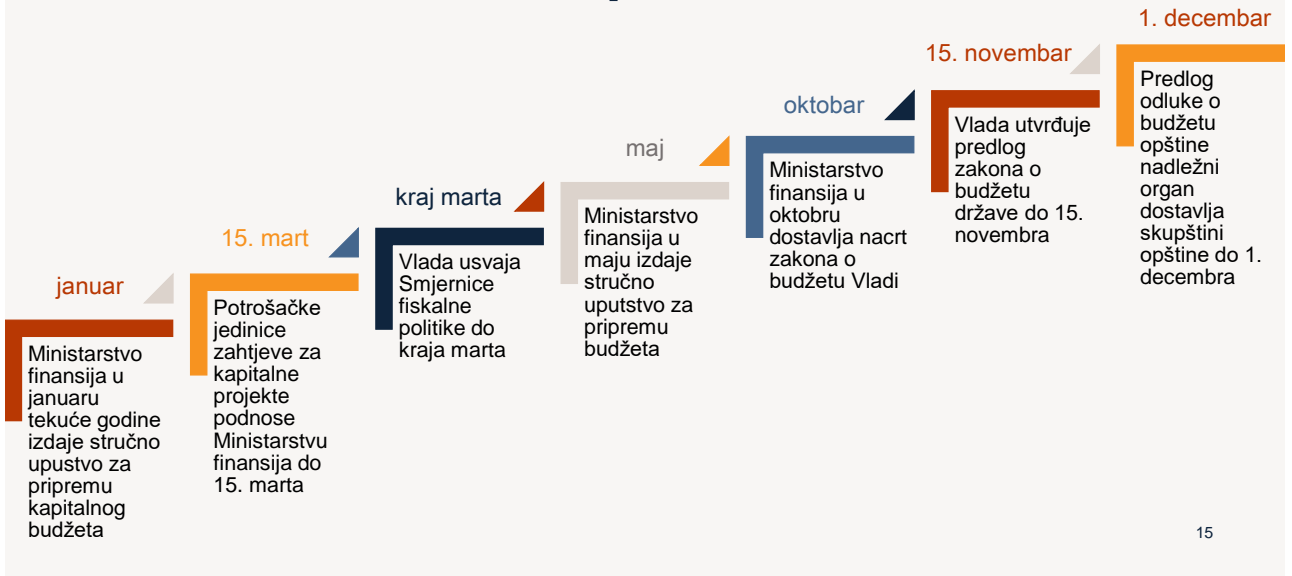 januar
Ministarstvo
finansija u
januaru
tekuće godine
izdaje stručno
upustvo za
pripremu
kapitalnog
budžeta
15. mart
Potrošačke
jedinice
zahtjeve za
kapitalne
projekte
podnose
Ministarstvu
finansija do
15. marta
kraj marta
Vlada usvaja
Smjernice
fiskalne
politike do
kraja marta
maj
Ministarstvo
finansija u
maju izdaje
stručno
uputstvo za
pripremu
budžeta
oktobar
Ministarstvo
finansija u
oktobru
dostavlja nacrt
zakona o
budžetu Vladi
15. novembar
Vlada utvrđuje
predlog
zakona o
budžetu
države do 15.
novembra
1. decembar
Predlog
odluke o
budžetu
opštine
nadležni
organ
dostavlja
skupštini
opštine do 1.
decembra
15